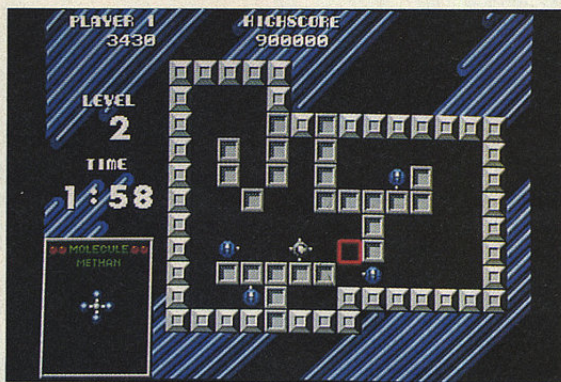 PLAYER 1
3430
HIGHSCORE
900000
LEVEL
2
TIME
1:58
MOLECULE
METHAN